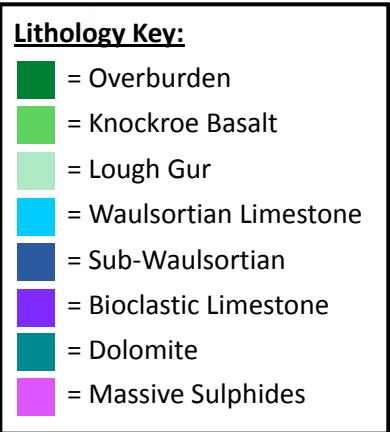 Lithology Key:
= Overburden
= Knockroe Basalt
= Lough Gur
= Waulsortian Limestone
= Sub-Waulsortian
= Bioclastic Limestone
= Dolomite
= Massive Sulphides